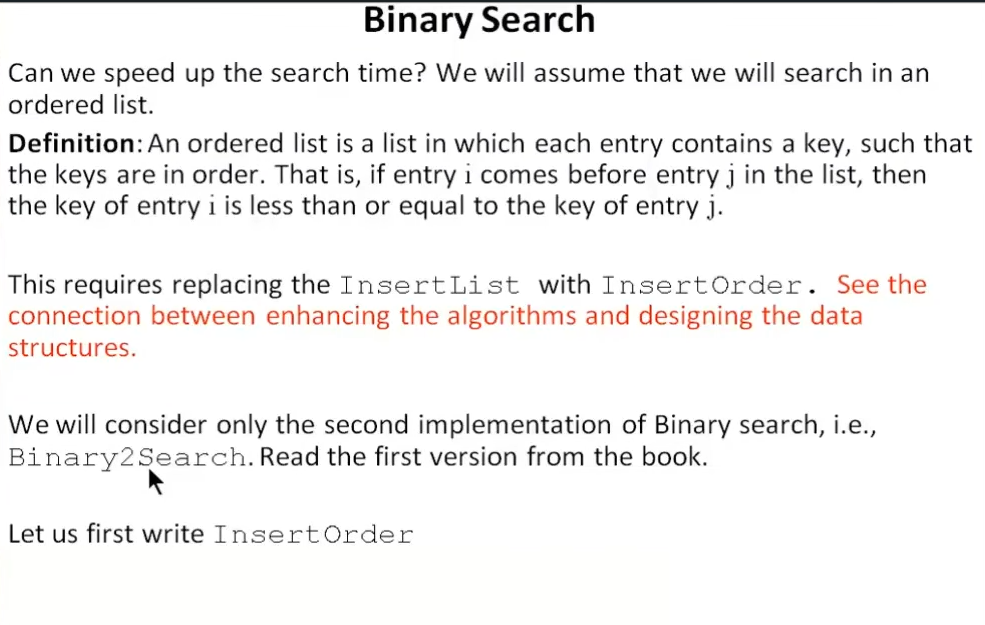 Binary Search
Can we speed up the search time? We will assume that we will search in an
ordered list.
Definition: An ordered list is a list in which each entry contains a key, such that
the keys are in order. That is, if entry i comes before entry j in the list, then
the key of entry i is less than or equal to the key of entry j.
This requires replacing the InsertList with InsertOrder. See the
connection between enhancing the algorithms and designing the data
structures.
We will consider only the second implementation of Binary search, i.e.,
Binary2Search. Read the first version from the book.
Let us first write InsertOrder